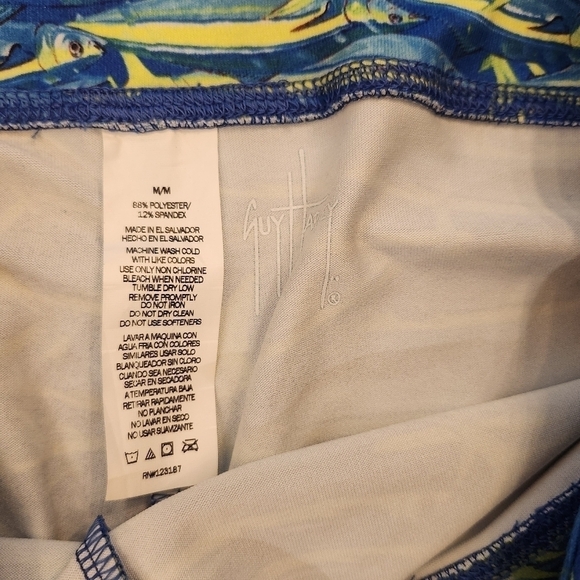 M/M
88% POLYESTER/
12% SPANDEX
MADE IN EL SALVADOR
HECHO EN EL SALVADOR
MACHINE WASH COLD
WITH LIKE COLORS
USE ONLY NON CHLORINE
BLEACH WHEN NEEDED
TUMBLE DRY LOW
REMOVE PROMPTLY
DO NOT IRON
DO NOT DRY CLEAN
DO NOT USE SOFTENERS
LAVAR A MAQUINA CON
AGUA FRIA CON COLORES
SIMILARES USAR SOLO
BLANQUEADOR SIN CLORO
CUANDO SEA NECESARIO
SECAR EN SECADORA
A TEMPERATURA BAJA
RETIRAR RAPIDAMENTE
NO PLANCHAR
NO LAVAR EN SECO
NO USAR SUAVIZANTE
RN#123187
GUY Harvey
®